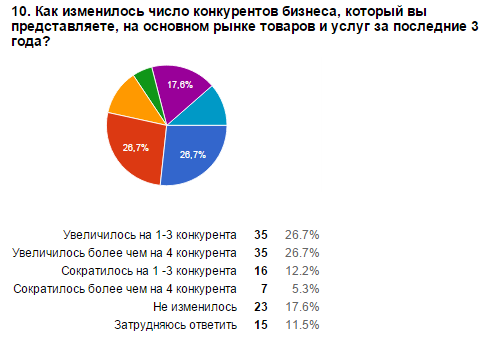 10. Как изменилось число конкурентов бизнеса, который вы
представляете, на основном рынке товаров и услуг за последние 3
года?
17,6%
26,7%
26,7%
Увеличилось на 1-3 конкурента 35 26.7%
Увеличилось более чем на 4 конкурента 35 26.7%
Сократилось на 1 -3 конкурента 16 12.2%
Сократилось более чем на 4 конкурента 7 5.3%
Не изменилось 23 17.6%
Затрудняюсь ответить 15 11.5%